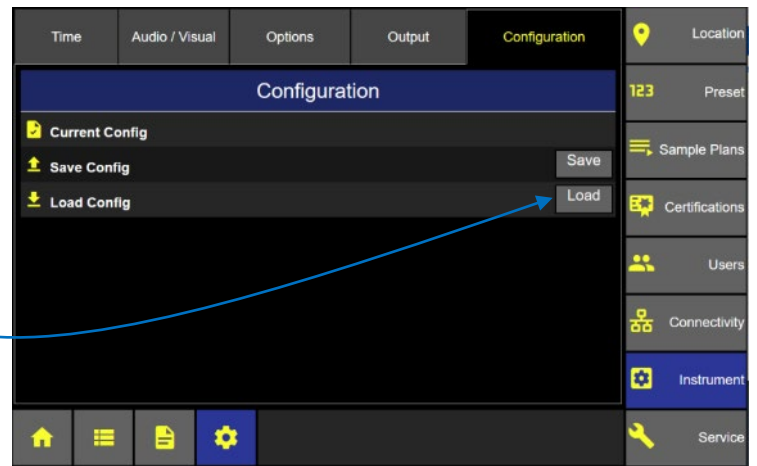 Time
Audio / Visual
Options
Output
Configuration
Configuration
Current Config
Save Config
Save
Load Config
Load
Location
123
Preset
Sample Plans
Certifications
Users
Connectivity
Instrument
Service